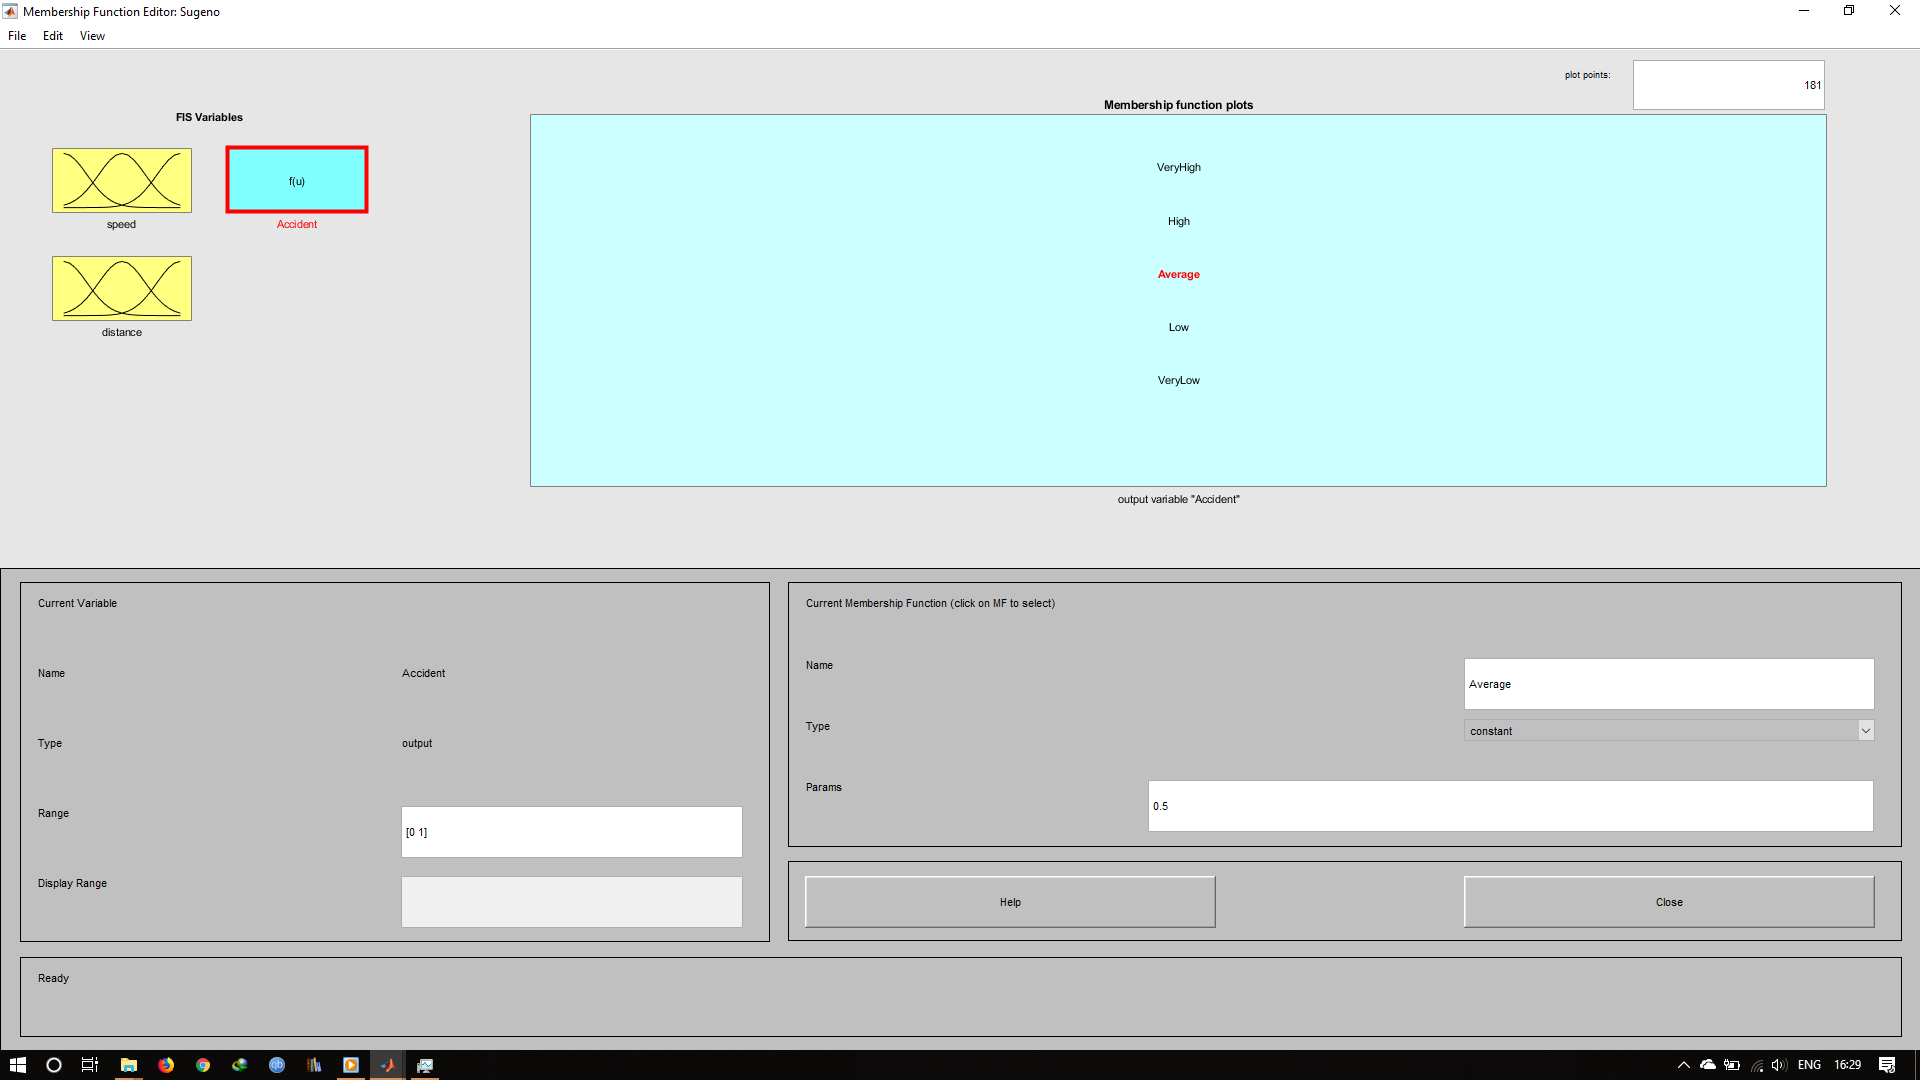 Membership Function Editor: Sugeno
File Edit View
plot points:
181
FIS Variables
Membership function plots
f(u)
speed
Accident
distance
VeryHigh
High
Average
Low
VeryLow
output variable "Accident"
Current Variable
Name
Accident
Type
output
Range
[0 1]
Display Range
Current Membership Function (click on MF to select)
Name
Average
Type
constant
Params
0.5
Help
Close
Ready
qb
ENG
16:29